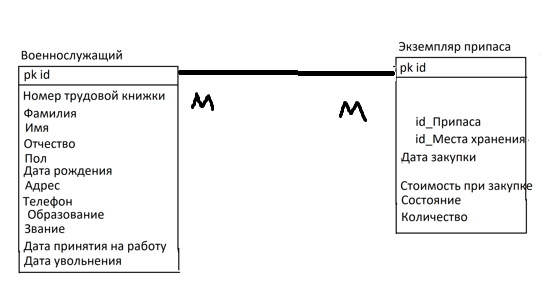 Военнослужащий
pk id
Номер трудовой книжки
Фамилия
Имя
Отчество
Пол
Дата рождения
Адрес
Телефон
Образование
Звание
Дата принятия на работу
Дата увольнения
М
М
Экземпляр припаса
pk id
id_Припаса
id_Места хранения
Дата закупки
Стоимость при закупке
Состояние
Количество